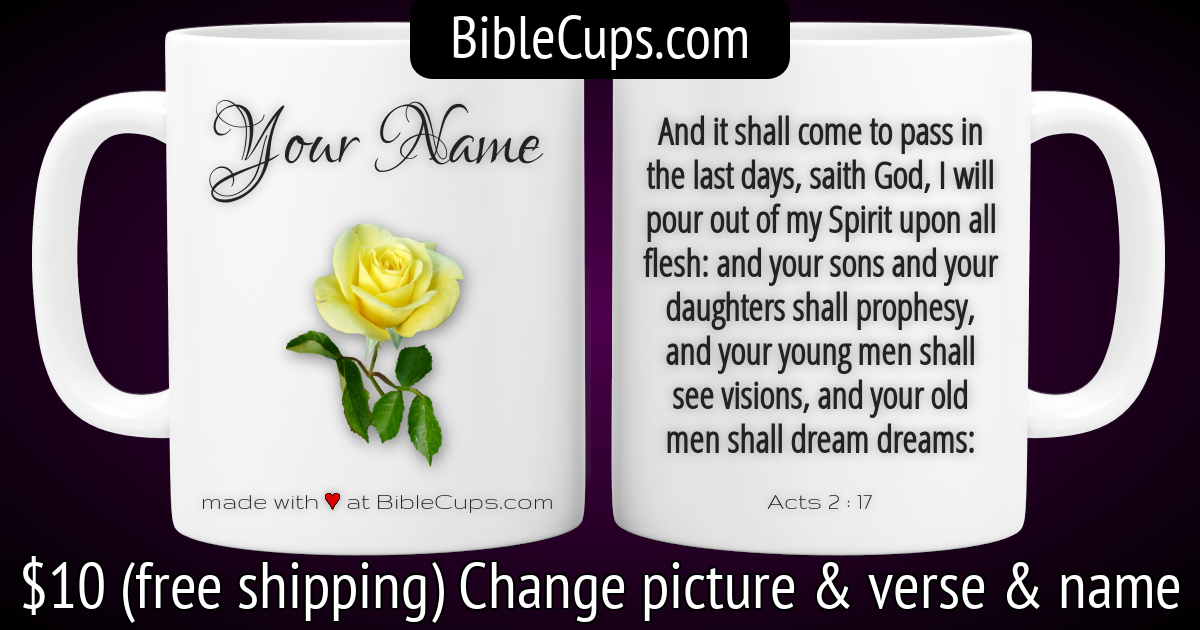 BibleCups.com
Your Name
made with ♥ at BibleCups.com
And it shall come to pass in
the last days, saith God, I will
pour out of my Spirit upon all
flesh: and your sons and your
daughters shall prophesy,
and your young men shall
see visions, and your old
men shall dream dreams:
Acts 2 : 17
$10 (free shipping) Change picture & verse & name